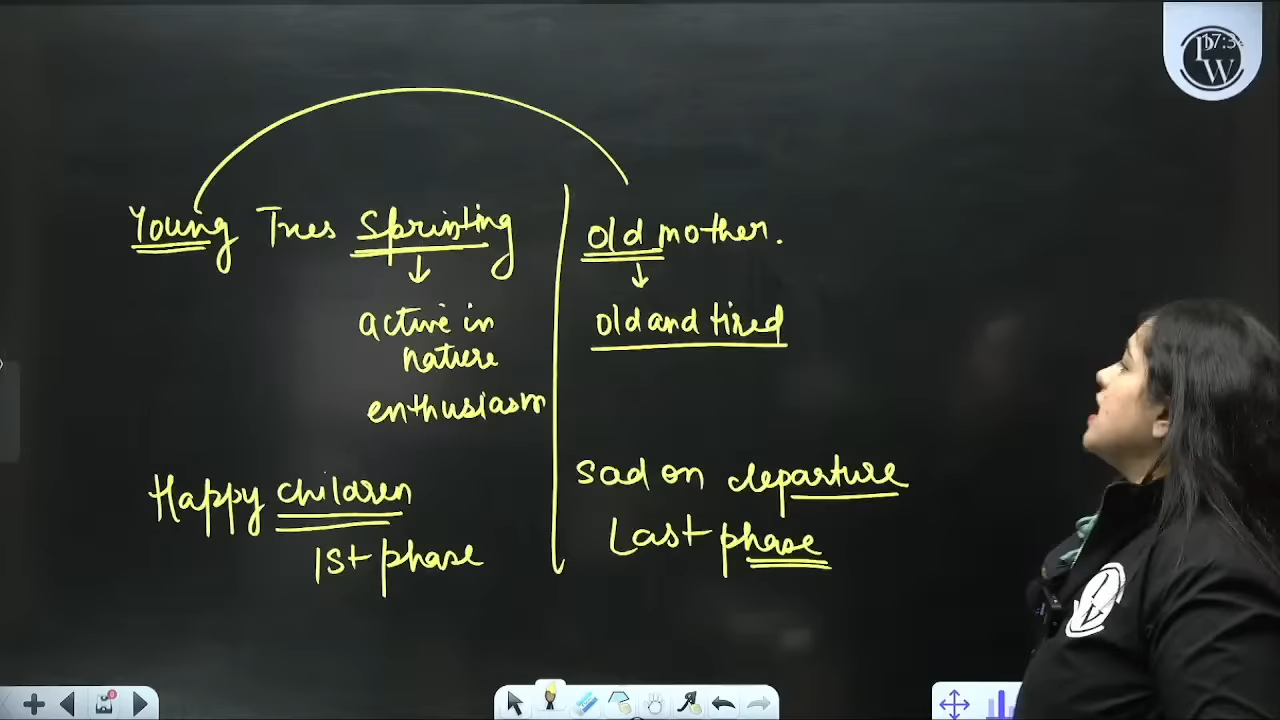 Young Trees Sprinting
active in
nature
enthusiasm
Happy children
1st phase
old mother.
old and tired
sad on departure
Last phase
PW